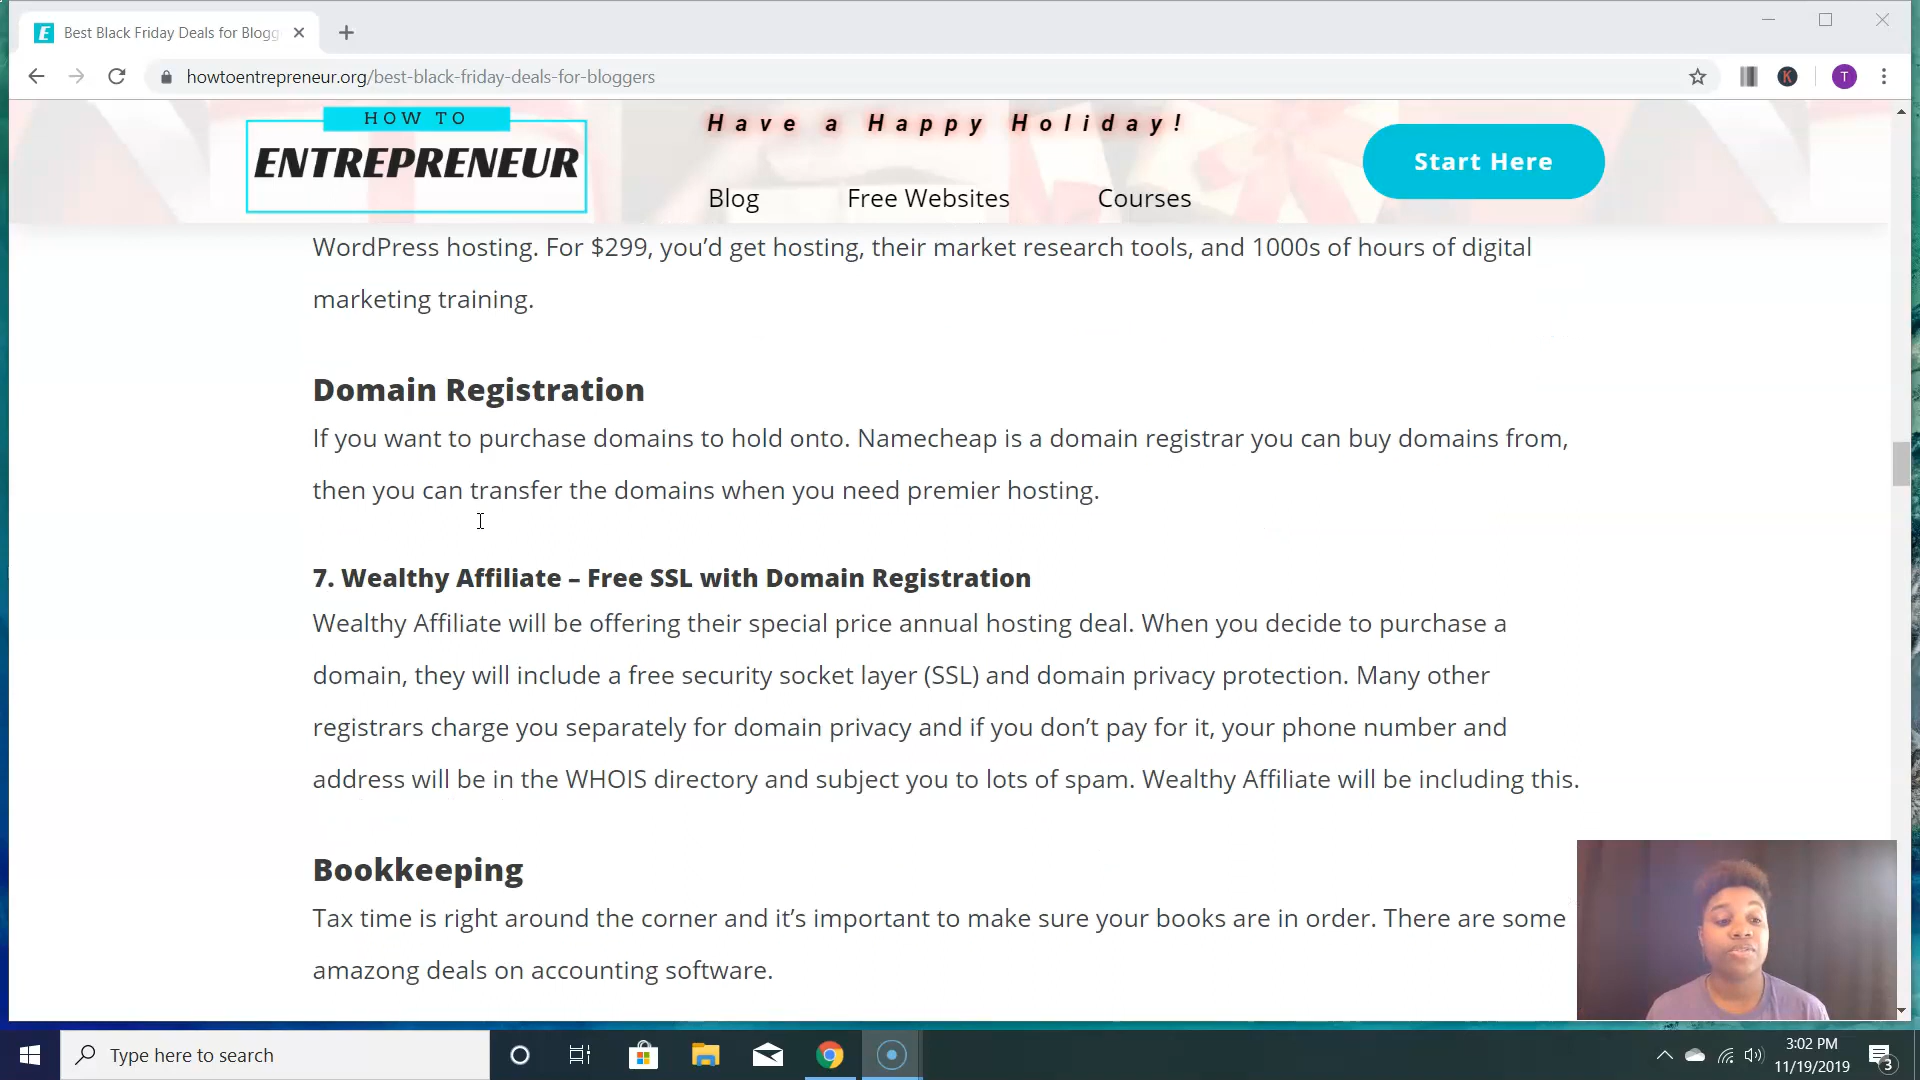 E Best Black Friday Deals for Blogg
howtoentrepreneur.org/best-black-friday-deals-for-bloggers
K
T
HOW TO
ENTREPRENEUR
Have a Happy Holiday!
Blog Free Websites Courses
Start Here
WordPress hosting. For $299, you’d get hosting, their market research tools, and 1000s of hours of digital
marketing training.
Domain Registration
If you want to purchase domains to hold onto. Namecheap is a domain registrar you can buy domains from,
then you can transfer the domains when you need premier hosting.
7. Wealthy Affiliate – Free SSL with Domain Registration
Wealthy Affiliate will be offering their special price annual hosting deal. When you decide to purchase a
domain, they will include a free security socket layer (SSL) and domain privacy protection. Many other
registrars charge you separately for domain privacy and if you don’t pay for it, your phone number and
address will be in the WHOIS directory and subject you to lots of spam. Wealthy Affiliate will be including this.
Bookkeeping
Tax time is right around the corner and it’s important to make sure your books are in order. There are some
amazong deals on accounting software.
Type here to search
3:02 PM
11/19/2019
3